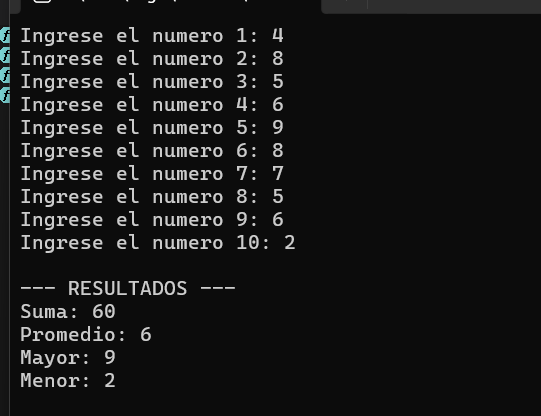 Ingrese el numero 1: 4
Ingrese el numero 2: 8
Ingrese el numero 3: 5
Ingrese el numero 4: 6
Ingrese el numero 5: 9
Ingrese el numero 6: 8
Ingrese el numero 7: 7
Ingrese el numero 8: 5
Ingrese el numero 9: 6
Ingrese el numero 10: 2
--- RESULTADOS ---
Suma: 60
Promedio: 6
Mayor: 9
Menor: 2